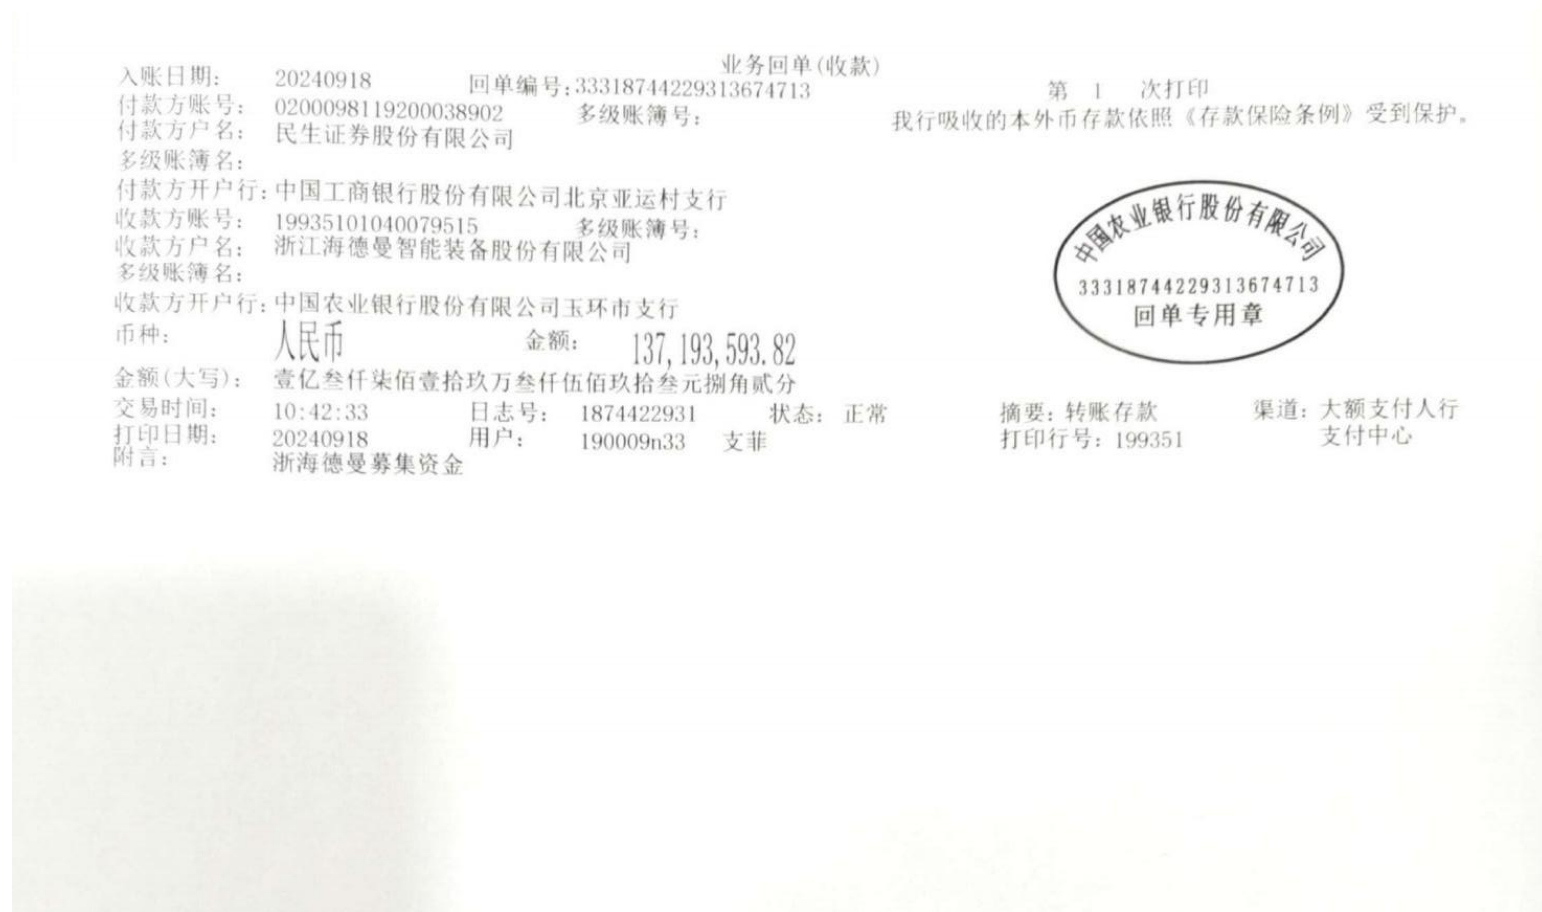 业务回单(收款)
入账日期: 20240918 回单编号:333187442293​13674713 第 1 次打印
付款方账号: 0200098119200038902 多级账簿号: 我行吸收的本外币存款依照《存款保险条例》受到保护。
付款方户名: 民生证券股份有限公司
多级账簿名:
付款方开户行:中国工商银行股份有限公司北京亚运村支行
收款方账号: 19935101040079515 多级账簿号:
收款方户名: 浙江海德曼智能装备股份有限公司
多级账簿名:
收款方开户行:中国农业银行股份有限公司玉环市支行
币种: 人民币 金额: 137,193,593.82
金额(大写): 壹亿叁仟柒佰壹拾玖万叁仟伍佰玖拾叁元捌角贰分
交易时间: 10:42:33 日志号: 1874422931 状态: 正常 摘要: 转账存款 渠道: 大额支付人行
打印日期: 20240918 用户: 190009n33 支菲 打印行号: 199351 支付中心
附言: 浙海德曼募集资金
中国农业银行股份有限公司
33318744229313674713
回单专用章